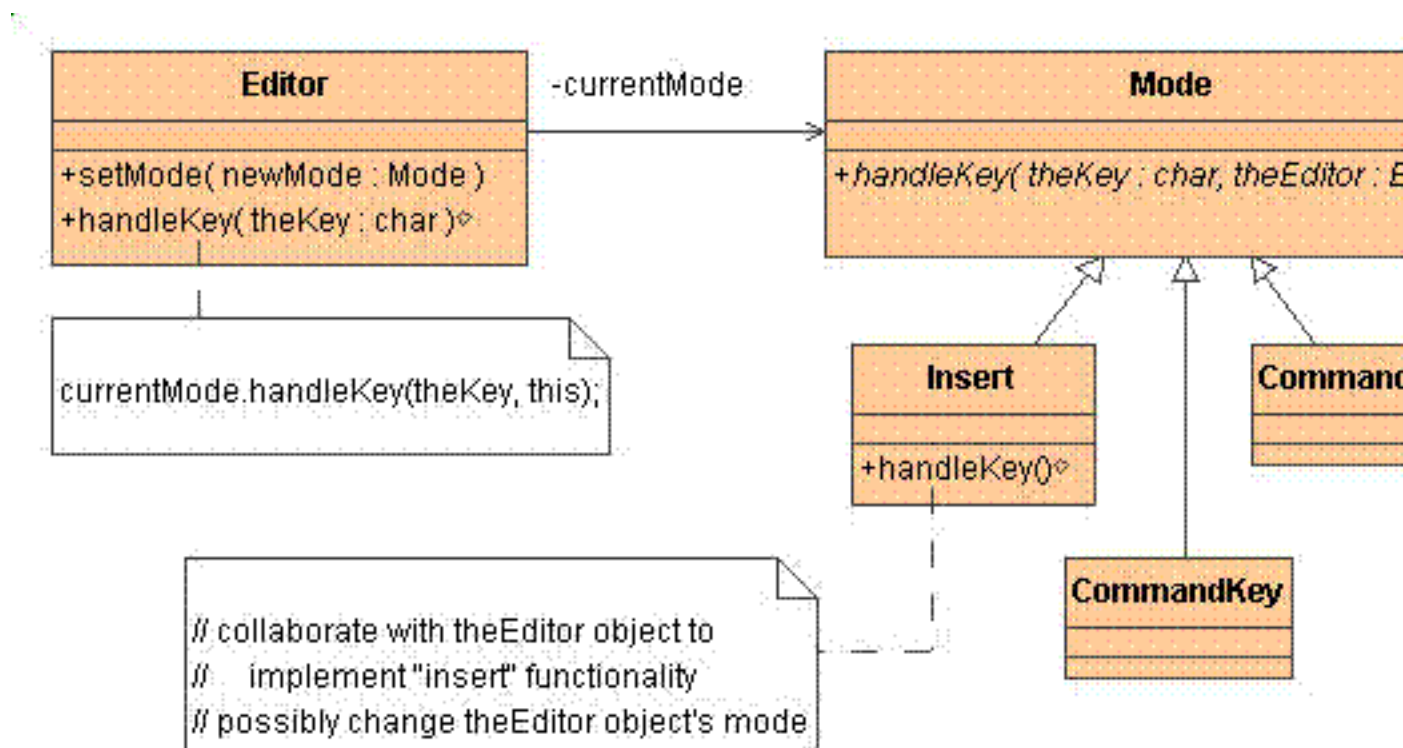 Editor
-currentMode
Mode
+setMode( newMode : Mode )
+handleKey( theKey : char )
+handleKey( theKey : char, theEditor : E
currentMode.handleKey(theKey, this);
Insert
Command
+handleKey()
CommandKey
// collaborate with theEditor object to
// implement "insert" functionality
// possibly change theEditor object's mode